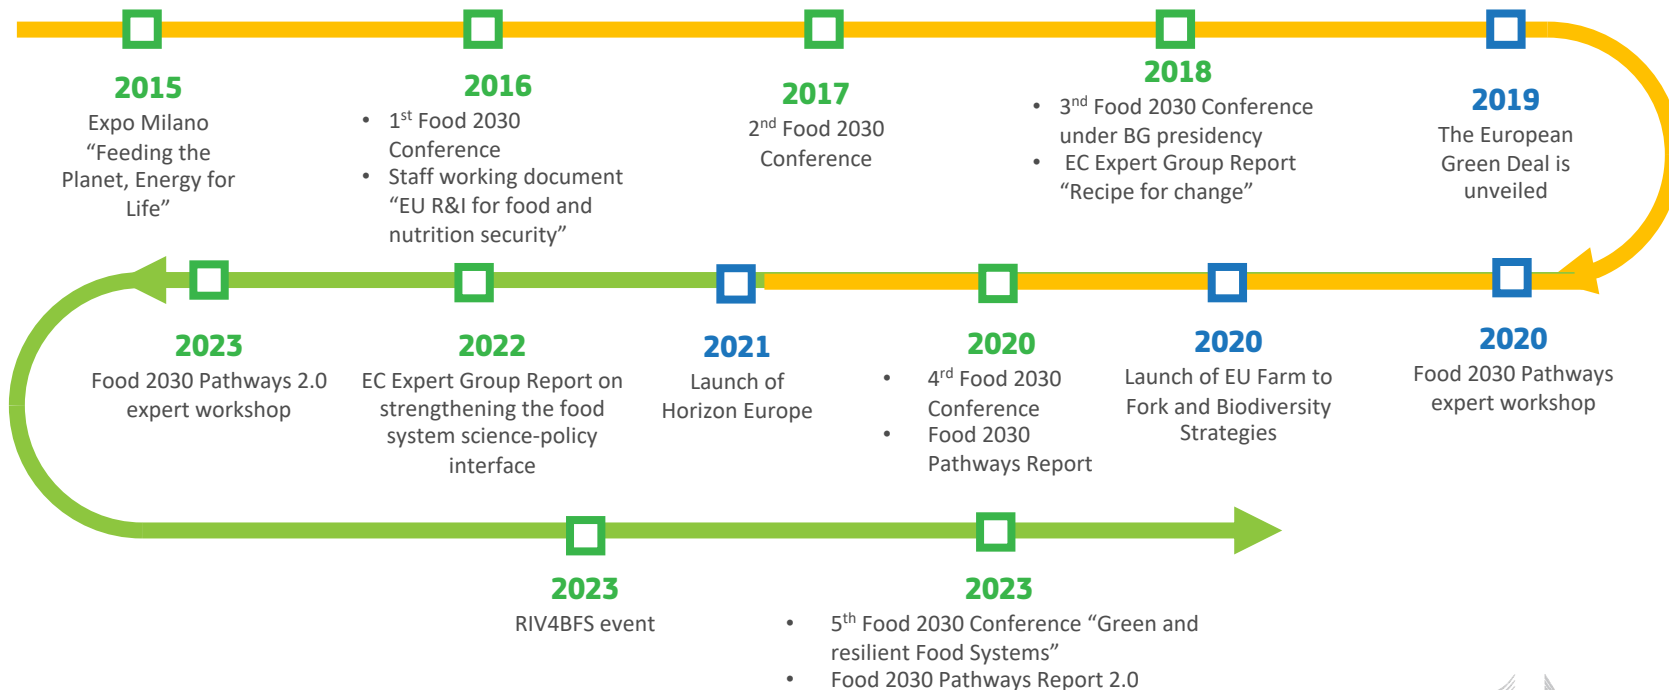 2015
Expo Milano
“Feeding the
Planet, Energy for
Life”
2016
• 1st Food 2030
Conference
• Staff working document
“EU R&I for food and
nutrition security”
2017
2nd Food 2030
Conference
2018
• 3nd Food 2030 Conference
under BG presidency
• EC Expert Group Report
“Recipe for change”
2019
The European
Green Deal is
unveiled
2023
Food 2030 Pathways 2.0
expert workshop
2022
EC Expert Group Report on
strengthening the food
system science-policy
interface
2021
Launch of
Horizon Europe
2020
• 4rd Food 2030
Conference
• Food 2030
Pathways Report
2020
Launch of EU Farm to
Fork and Biodiversity
Strategies
2020
Food 2030 Pathways
expert workshop
2023
RIV4BFS event
2023
• 5th Food 2030 Conference “Green and
resilient Food Systems”
• Food 2030 Pathways Report 2.0